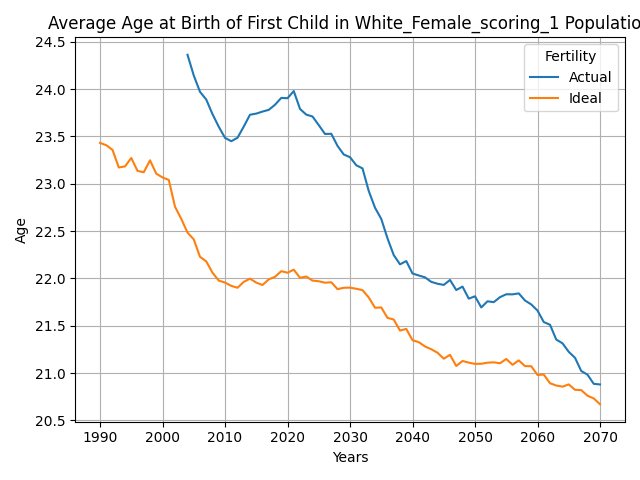 Average Age at Birth of First Child in White_Female_scoring_1 Populatio
24.5
24.0
23.5
23.0
22.5
22.0
21.5
21.0
20.5
Age
Fertility
Actual
Ideal
1990 2000 2010 2020 2030 2040 2050 2060 2070
Years